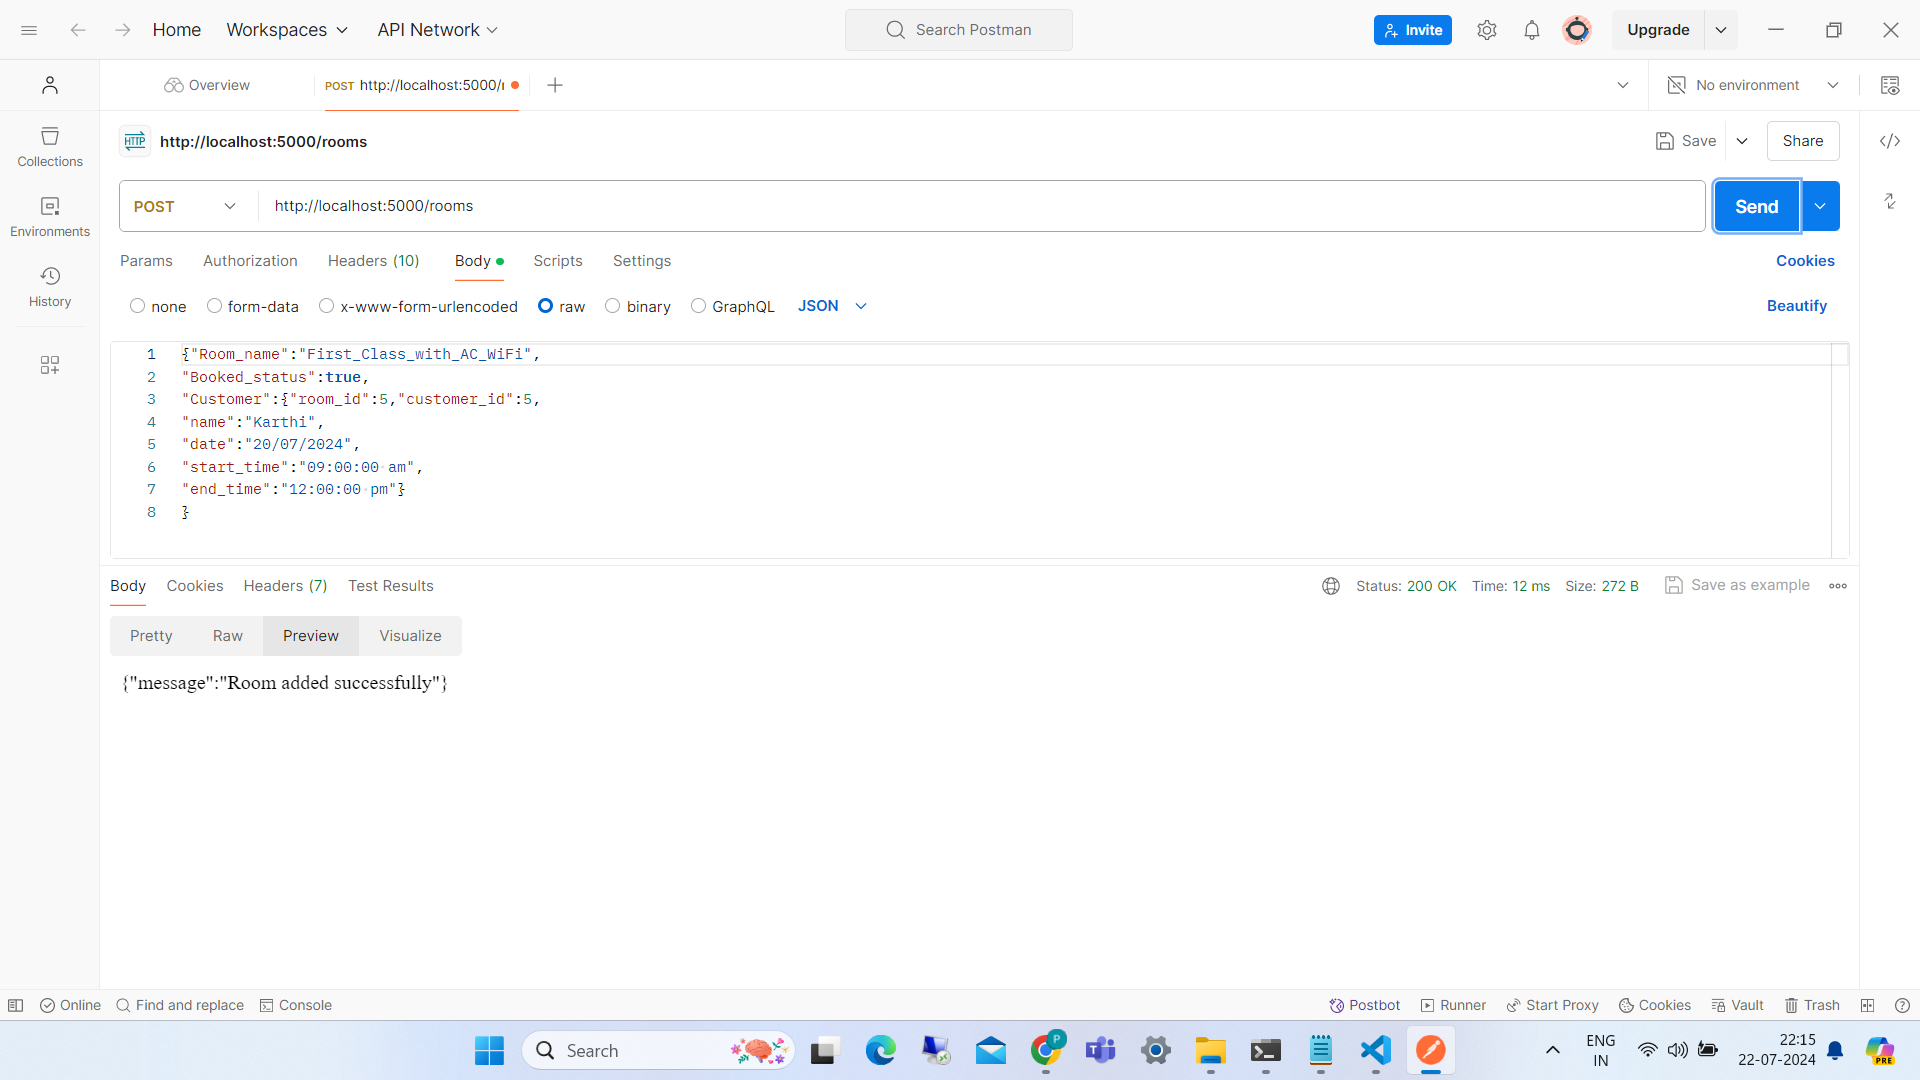 Home Workspaces API Network Search Postman Invite Upgrade
Overview POST http://localhost:5000/r No environment
HTTP http://localhost:5000/rooms Save Share
POST http://localhost:5000/rooms Send
Params Authorization Headers (10) Body Scripts Settings Cookies
none form-data x-www-form-urlencoded raw binary GraphQL JSON Beautify
Collections
Environments
History
1 {"Room_name":"First_Class_with_AC_WiFi",
2 "Booked_status":true,
3 "Customer":{"room_id":5,"customer_id":5,
4 "name":"Karthi",
5 "date":"20/07/2024",
6 "start_time":"09:00:00 am",
7 "end_time":"12:00:00 pm"}
8 }
Body Cookies Headers (7) Test Results Status: 200 OK Time: 12 ms Size: 272 B Save as example
Pretty Raw Preview Visualize
{"message":"Room added successfully"}
Online Find and replace Console Postbot Runner Start Proxy Cookies Vault Trash
Search P ENG 22:15 PRE
IN 22-07-2024